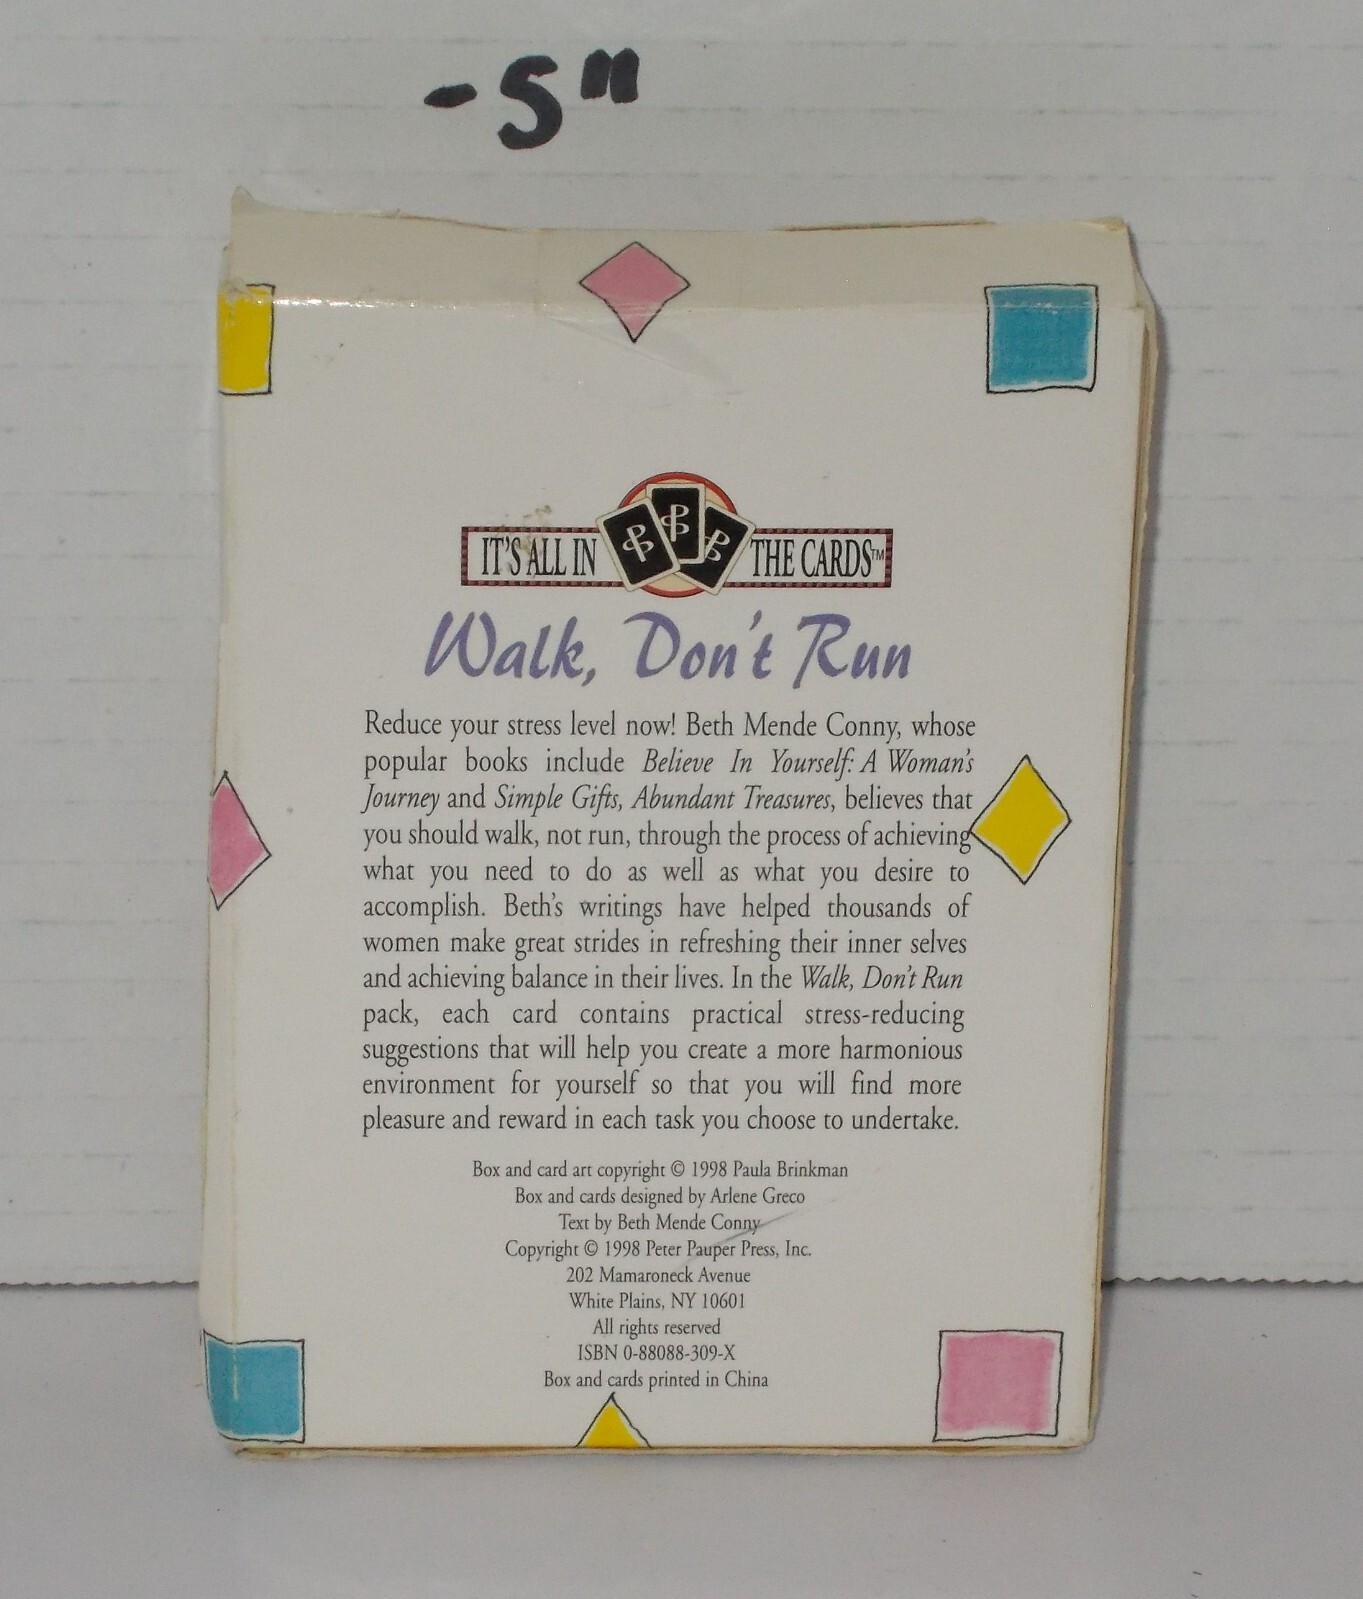 -5"
IT'S ALL IN THE CARDS™
Walk, Don't Run
Reduce your stress level now! Beth Mende Conny, whose
popular books include Believe In Yourself: A Woman's
Journey and Simple Gifts, Abundant Treasures, believes that
you should walk, not run, through the process of achieving
what you need to do as well as what you desire to
accomplish. Beth's writings have helped thousands of
women make great strides in refreshing their inner selves
and achieving balance in their lives. In the Walk, Don't Run
pack, each card contains practical stress-reducing
suggestions that will help you create a more harmonious
environment for yourself so that you will find more
pleasure and reward in each task you choose to undertake.
Box and card art copyright © 1998 Paula Brinkman
Box and cards designed by Arlene Greco
Text by Beth Mende Conny
Copyright © 1998 Peter Pauper Press, Inc.
202 Mamaroneck Avenue
White Plains, NY 10601
All rights reserved
ISBN 0-88088-309-X
Box and cards printed in China